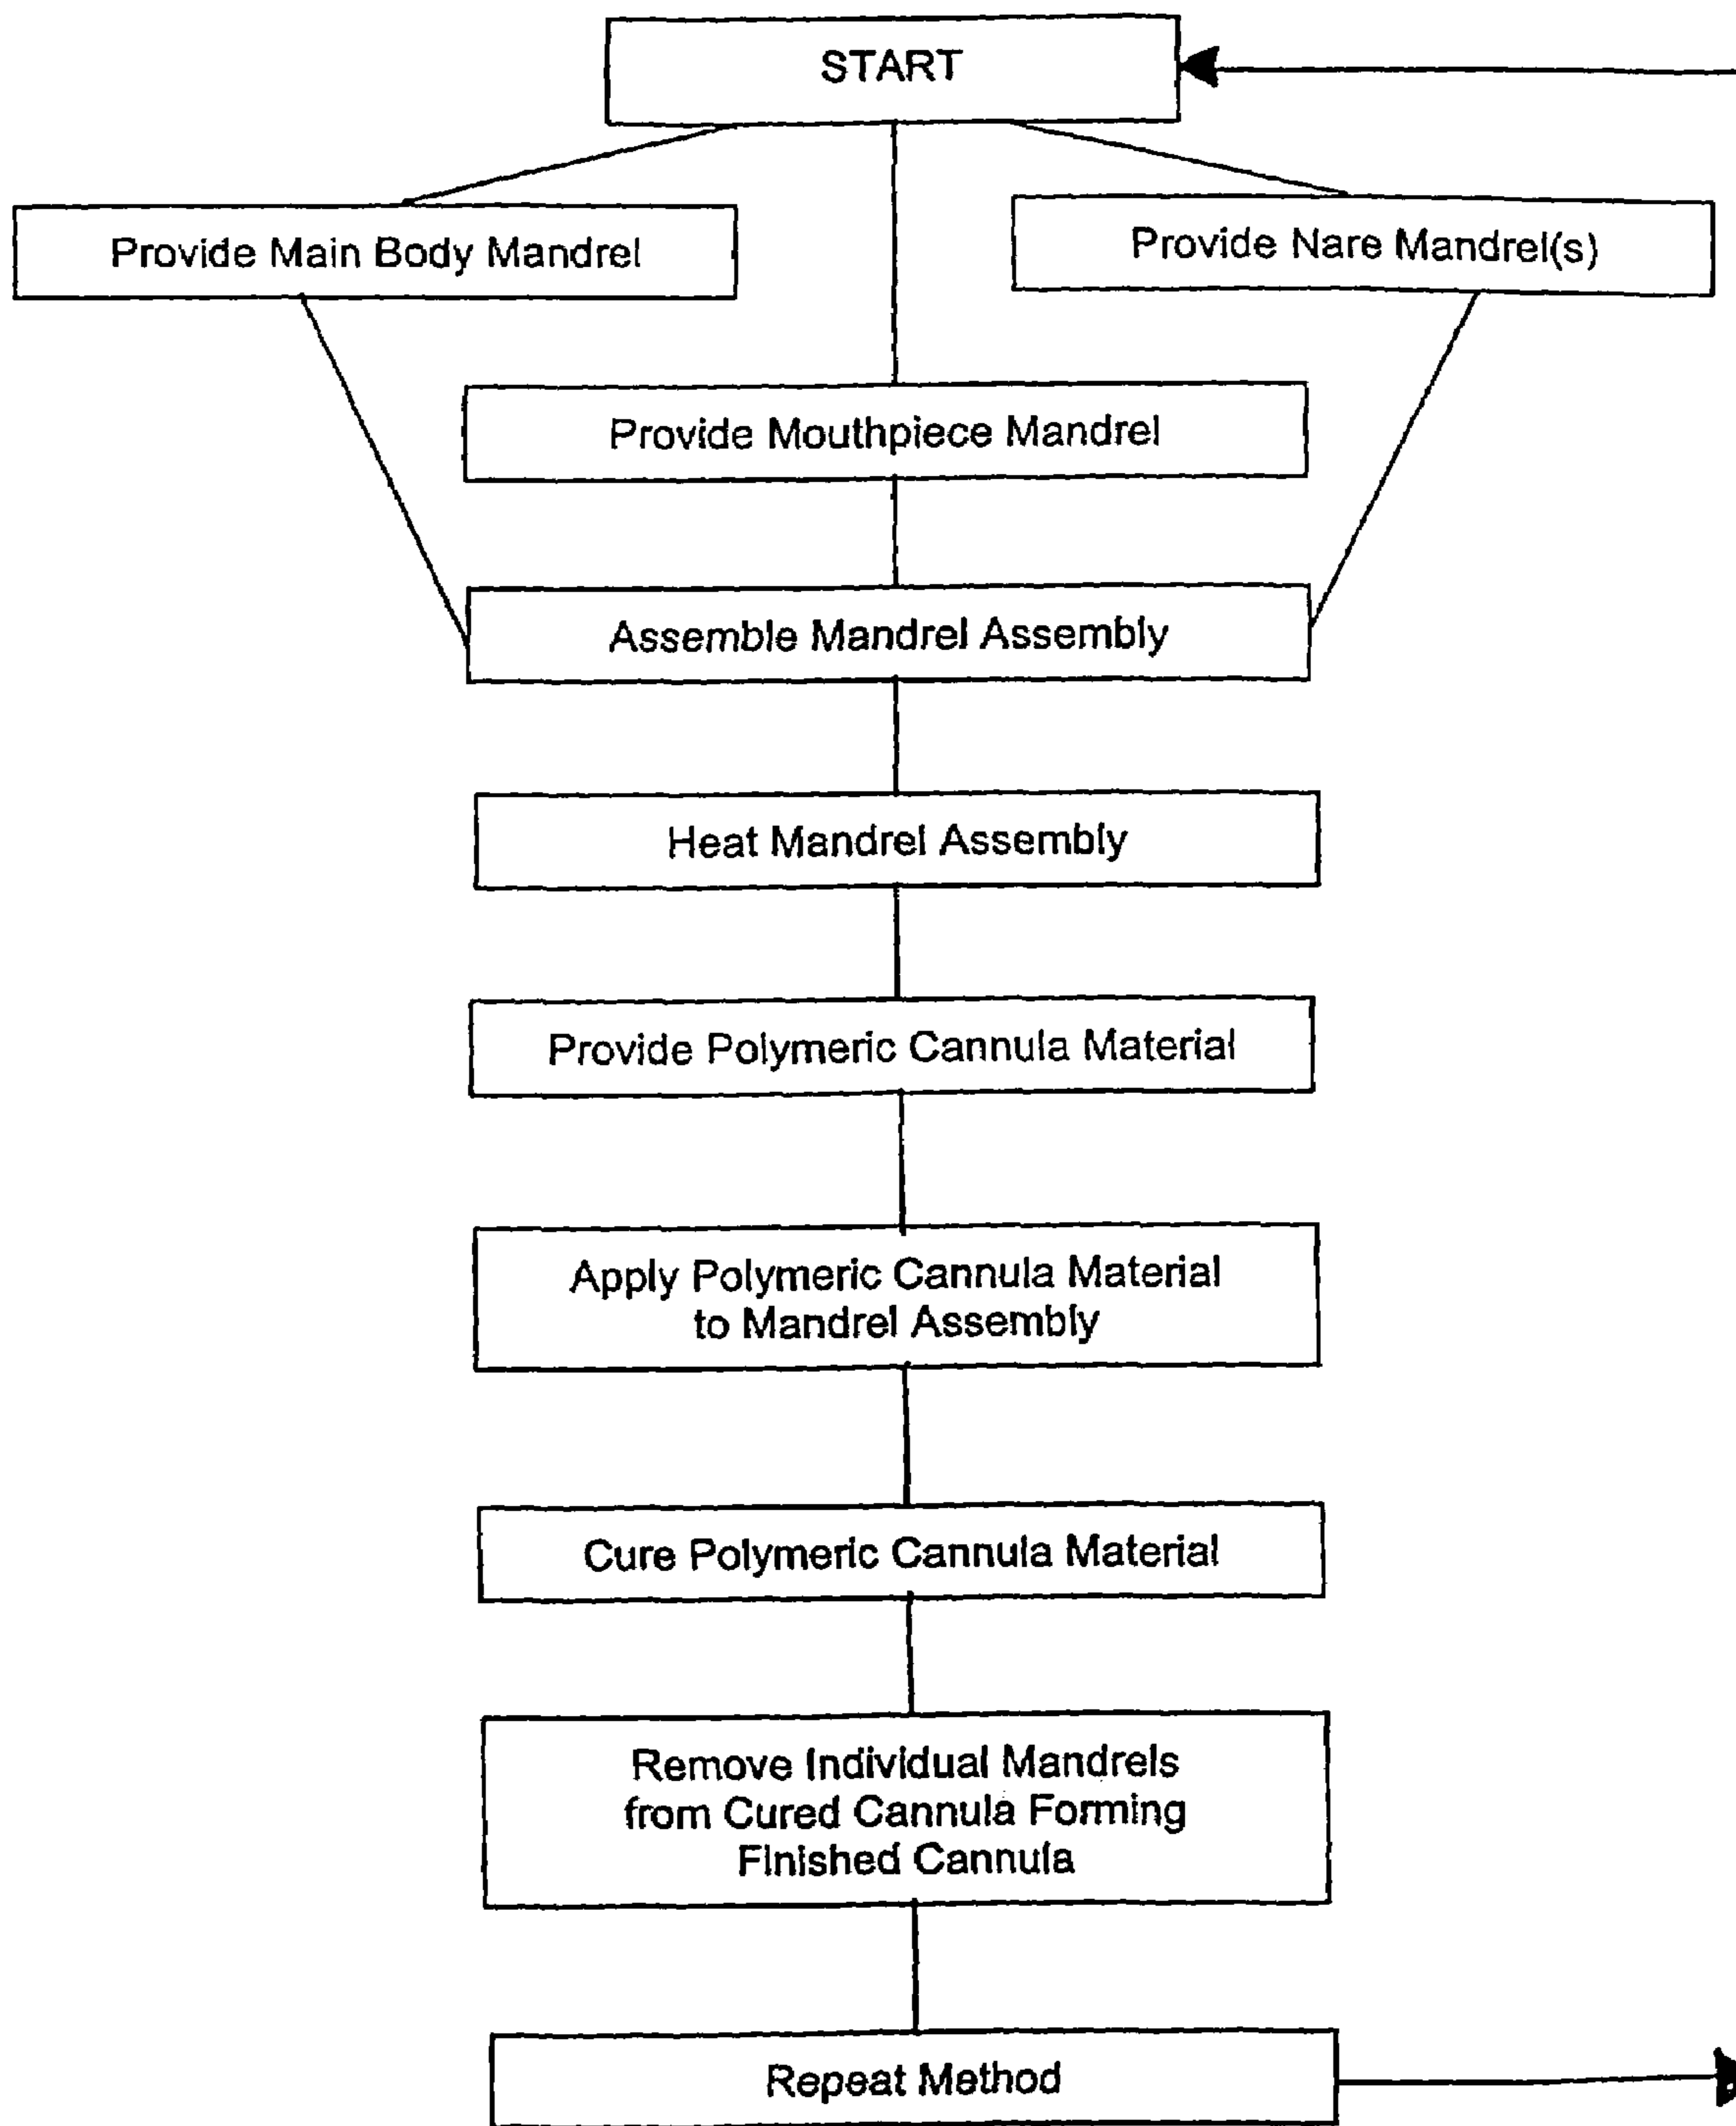 START
Provide Main Body Mandrel
Provide Nare Mandrel(s)
Provide Mouthpiece Mandrel
Assemble Mandrel Assembly
Heat Mandrel Assembly
Provide Polymeric Cannula Material
Apply Polymeric Cannula Material
to Mandrel Assembly
Cure Polymeric Cannula Material
Remove Individual Mandrels
from Cured Cannula Forming
Finished Cannula
Repeat Method